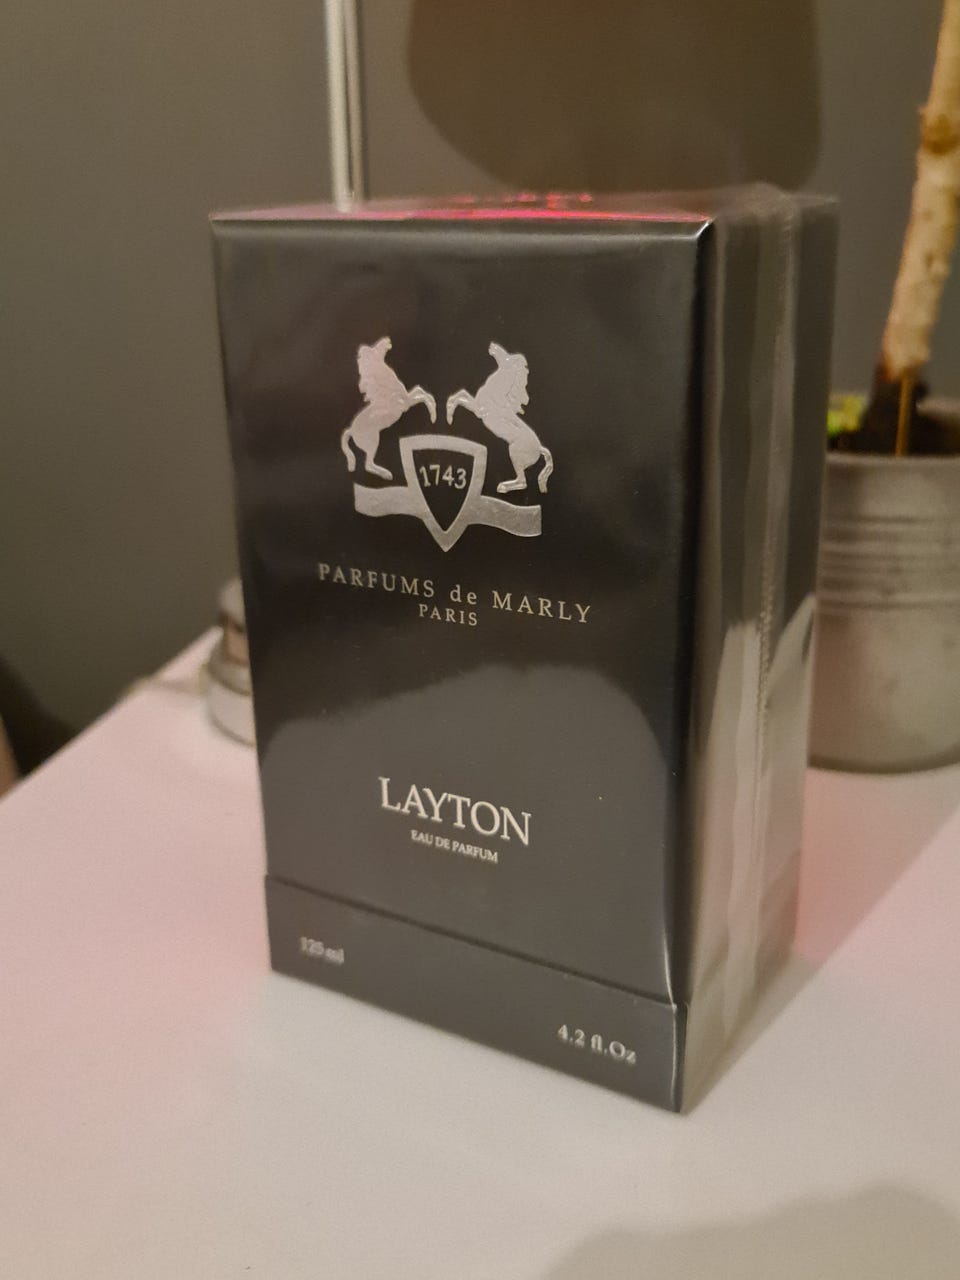 1743
PARFUMS de MARLY
PARIS
LAYTON
EAU DE PARFUM
125 ml
4.2 fl.Oz